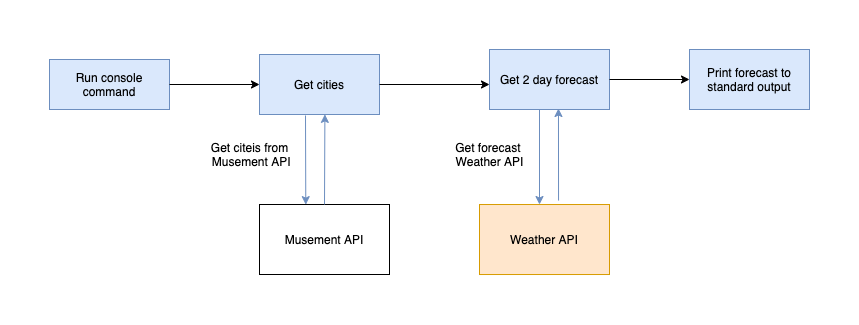 Run console
command
Get cities
Get 2 day forecast
Print forecast to
standard output
Get citeis from
Musement API
Get forecast
Weather API
Musement API
Weather API